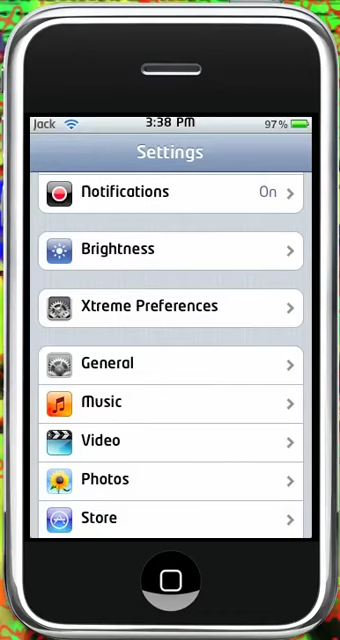 Jack 3:38 PM 97%
Settings
Notifications On
Brightness
Xtreme Preferences
General
Music
Video
Photos
Store